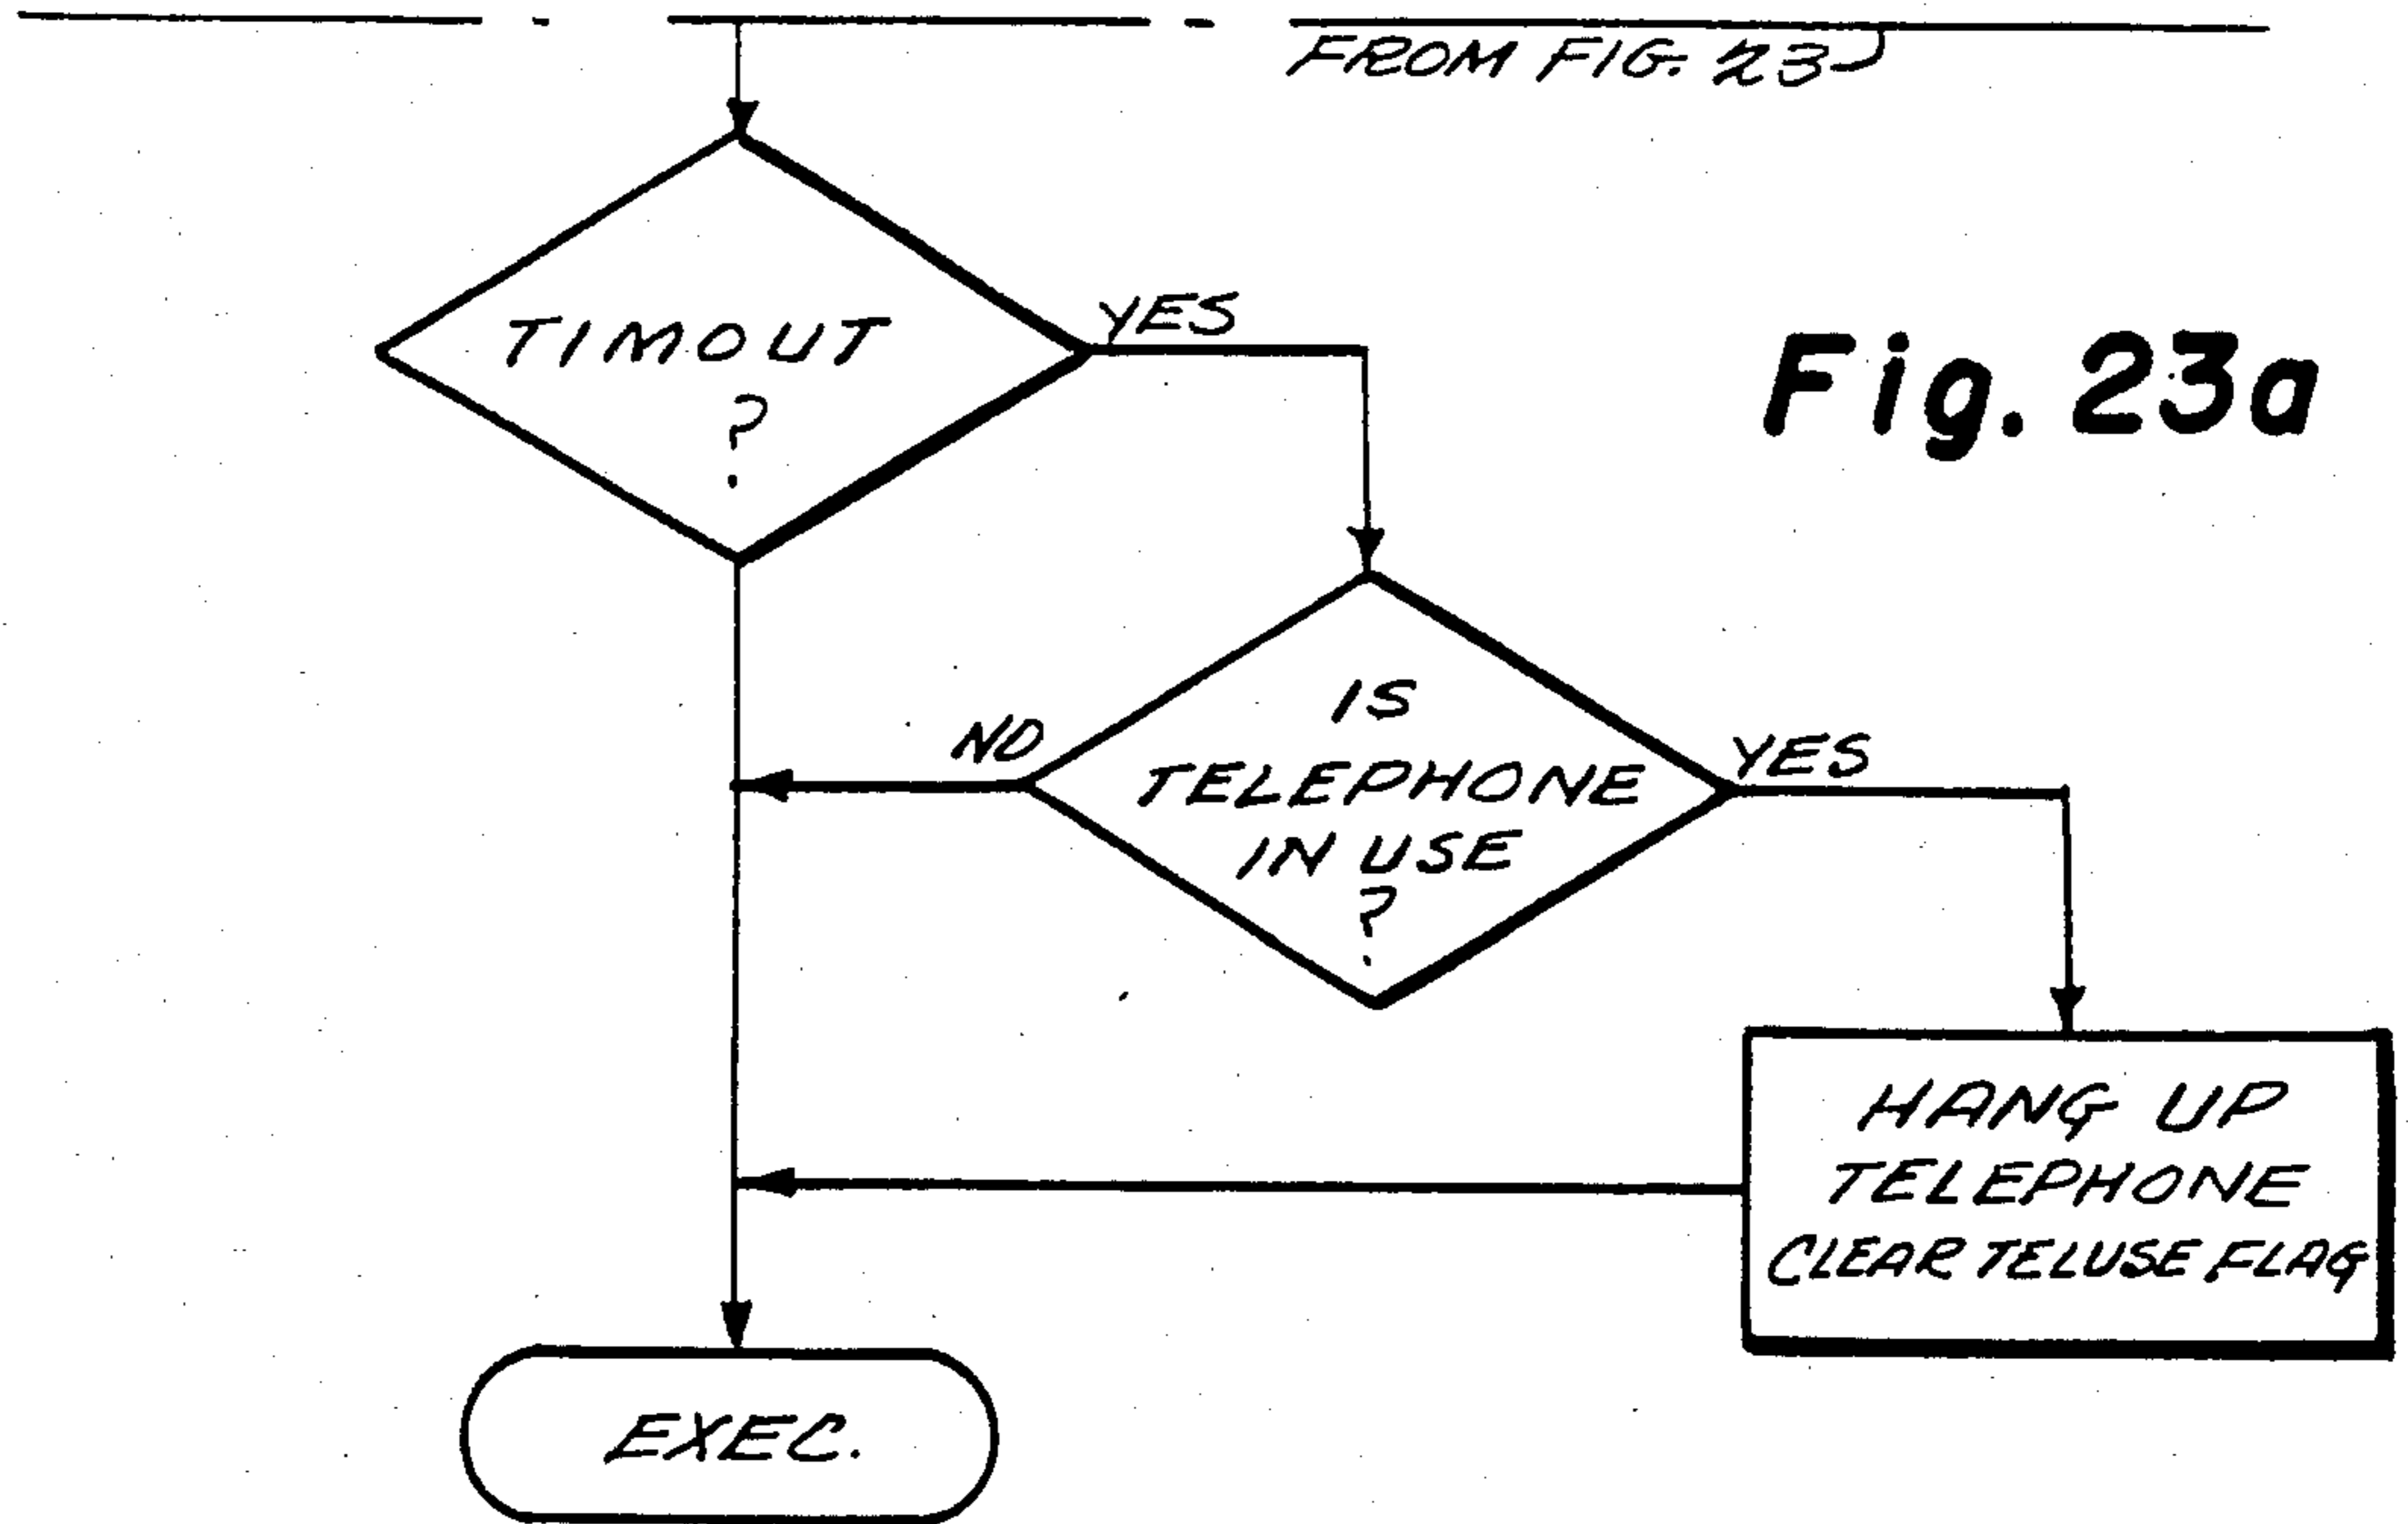 FROM FIG. 23
TIMOUT
?
YES
Fig. 23a
IS
TELEPHONE
IN USE
?
NO
YES
HANG UP
TELEPHONE
CLEAR TELUSE FLAG
EXEC.